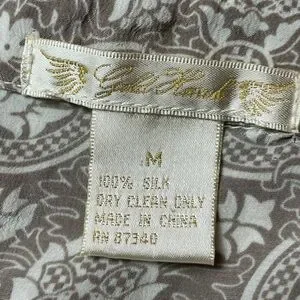 Gold Hawk
.M
100% SILK
DRY CLEAN ONLY
MADE IN CHINA
RN 87340